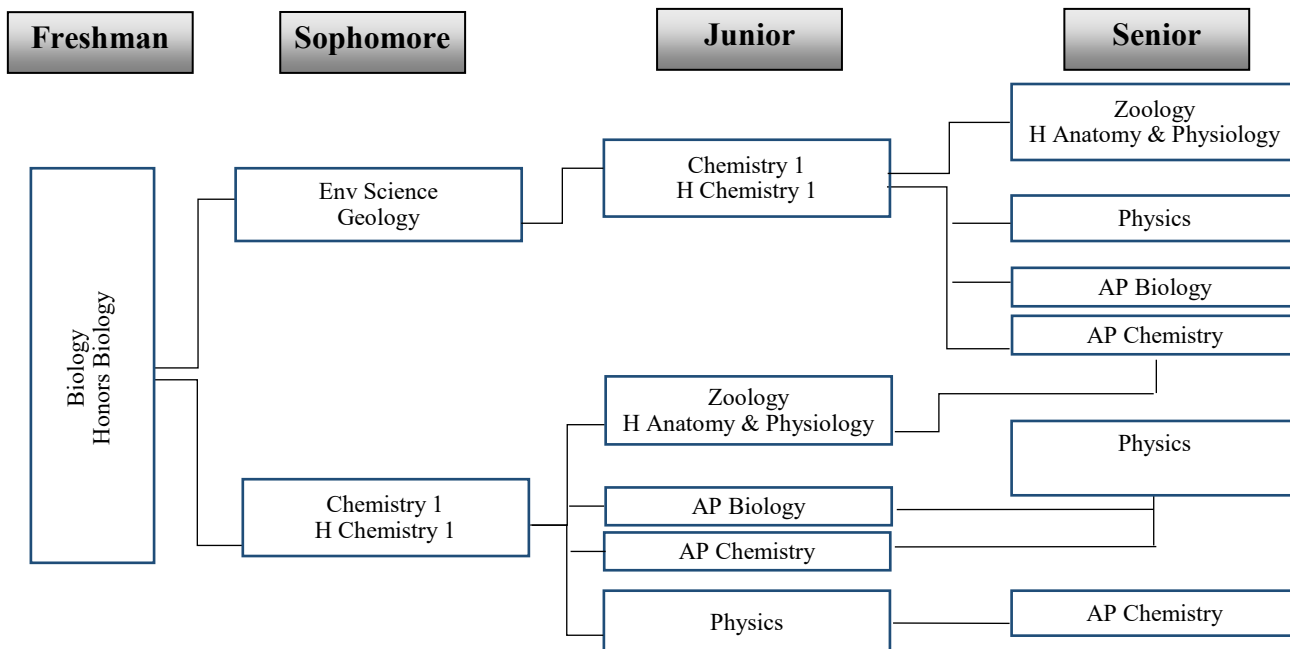 Freshman
Sophomore
Junior
Senior
Biology
Honors Biology
Env Science
Geology
Chemistry 1
H Chemistry 1
Chemistry 1
H Chemistry 1
Zoology
H Anatomy & Physiology
AP Biology
AP Chemistry
Physics
Zoology
H Anatomy & Physiology
Physics
AP Biology
AP Chemistry
Physics
AP Chemistry